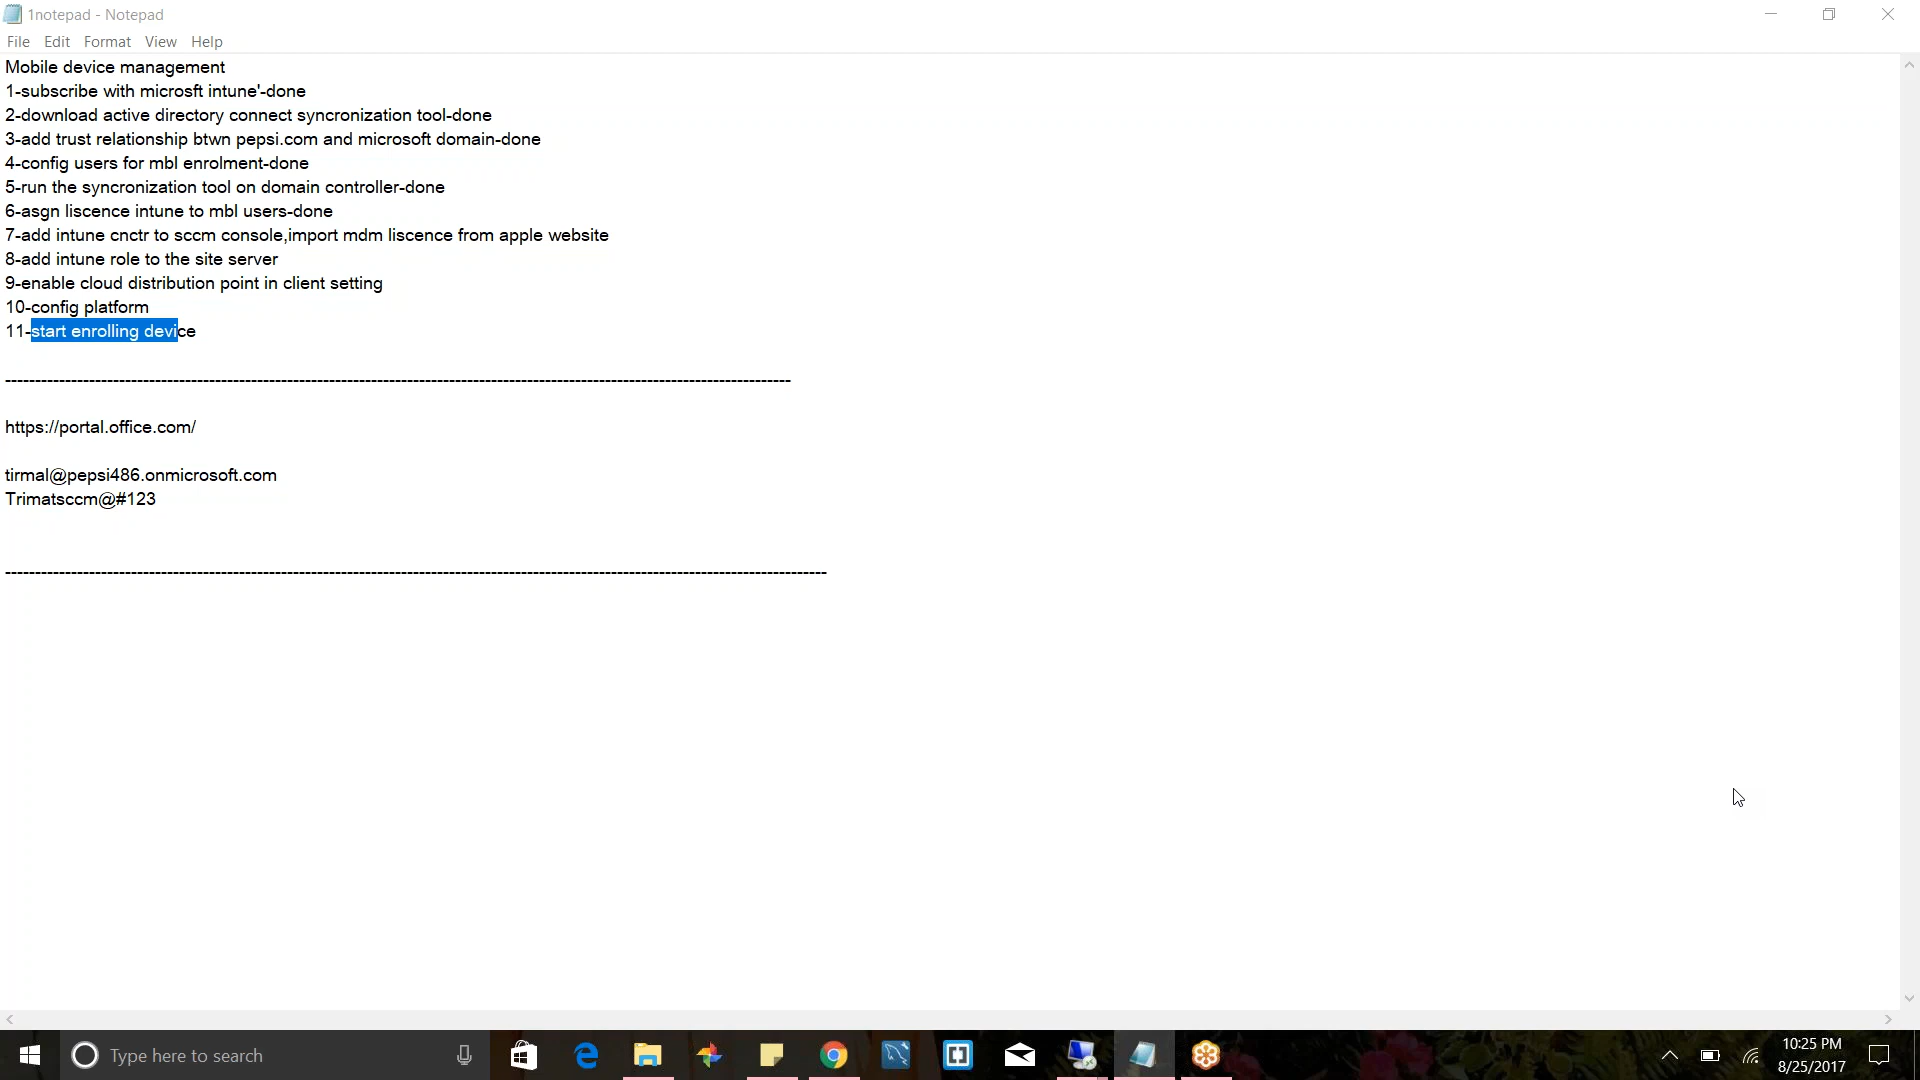 1notepad - Notepad
File Edit Format View Help
Mobile device management
1-subscribe with microsft intune'-done
2-download active directory connect syncronization tool-done
3-add trust relationship btwn pepsi.com and microsoft domain-done
4-config users for mbl enrolment-done
5-run the syncronization tool on domain controller-done
6-asgn liscence intune to mbl users-done
7-add intune cnctr to sccm console,import mdm liscence from apple website
8-add intune role to the site server
9-enable cloud distribution point in client setting
10-config platform
11-start enrolling device
https://portal.office.com/
tirmal@pepsi486.onmicrosoft.com
Trimatsccm@#123
Type here to search
10:25 PM
8/25/2017